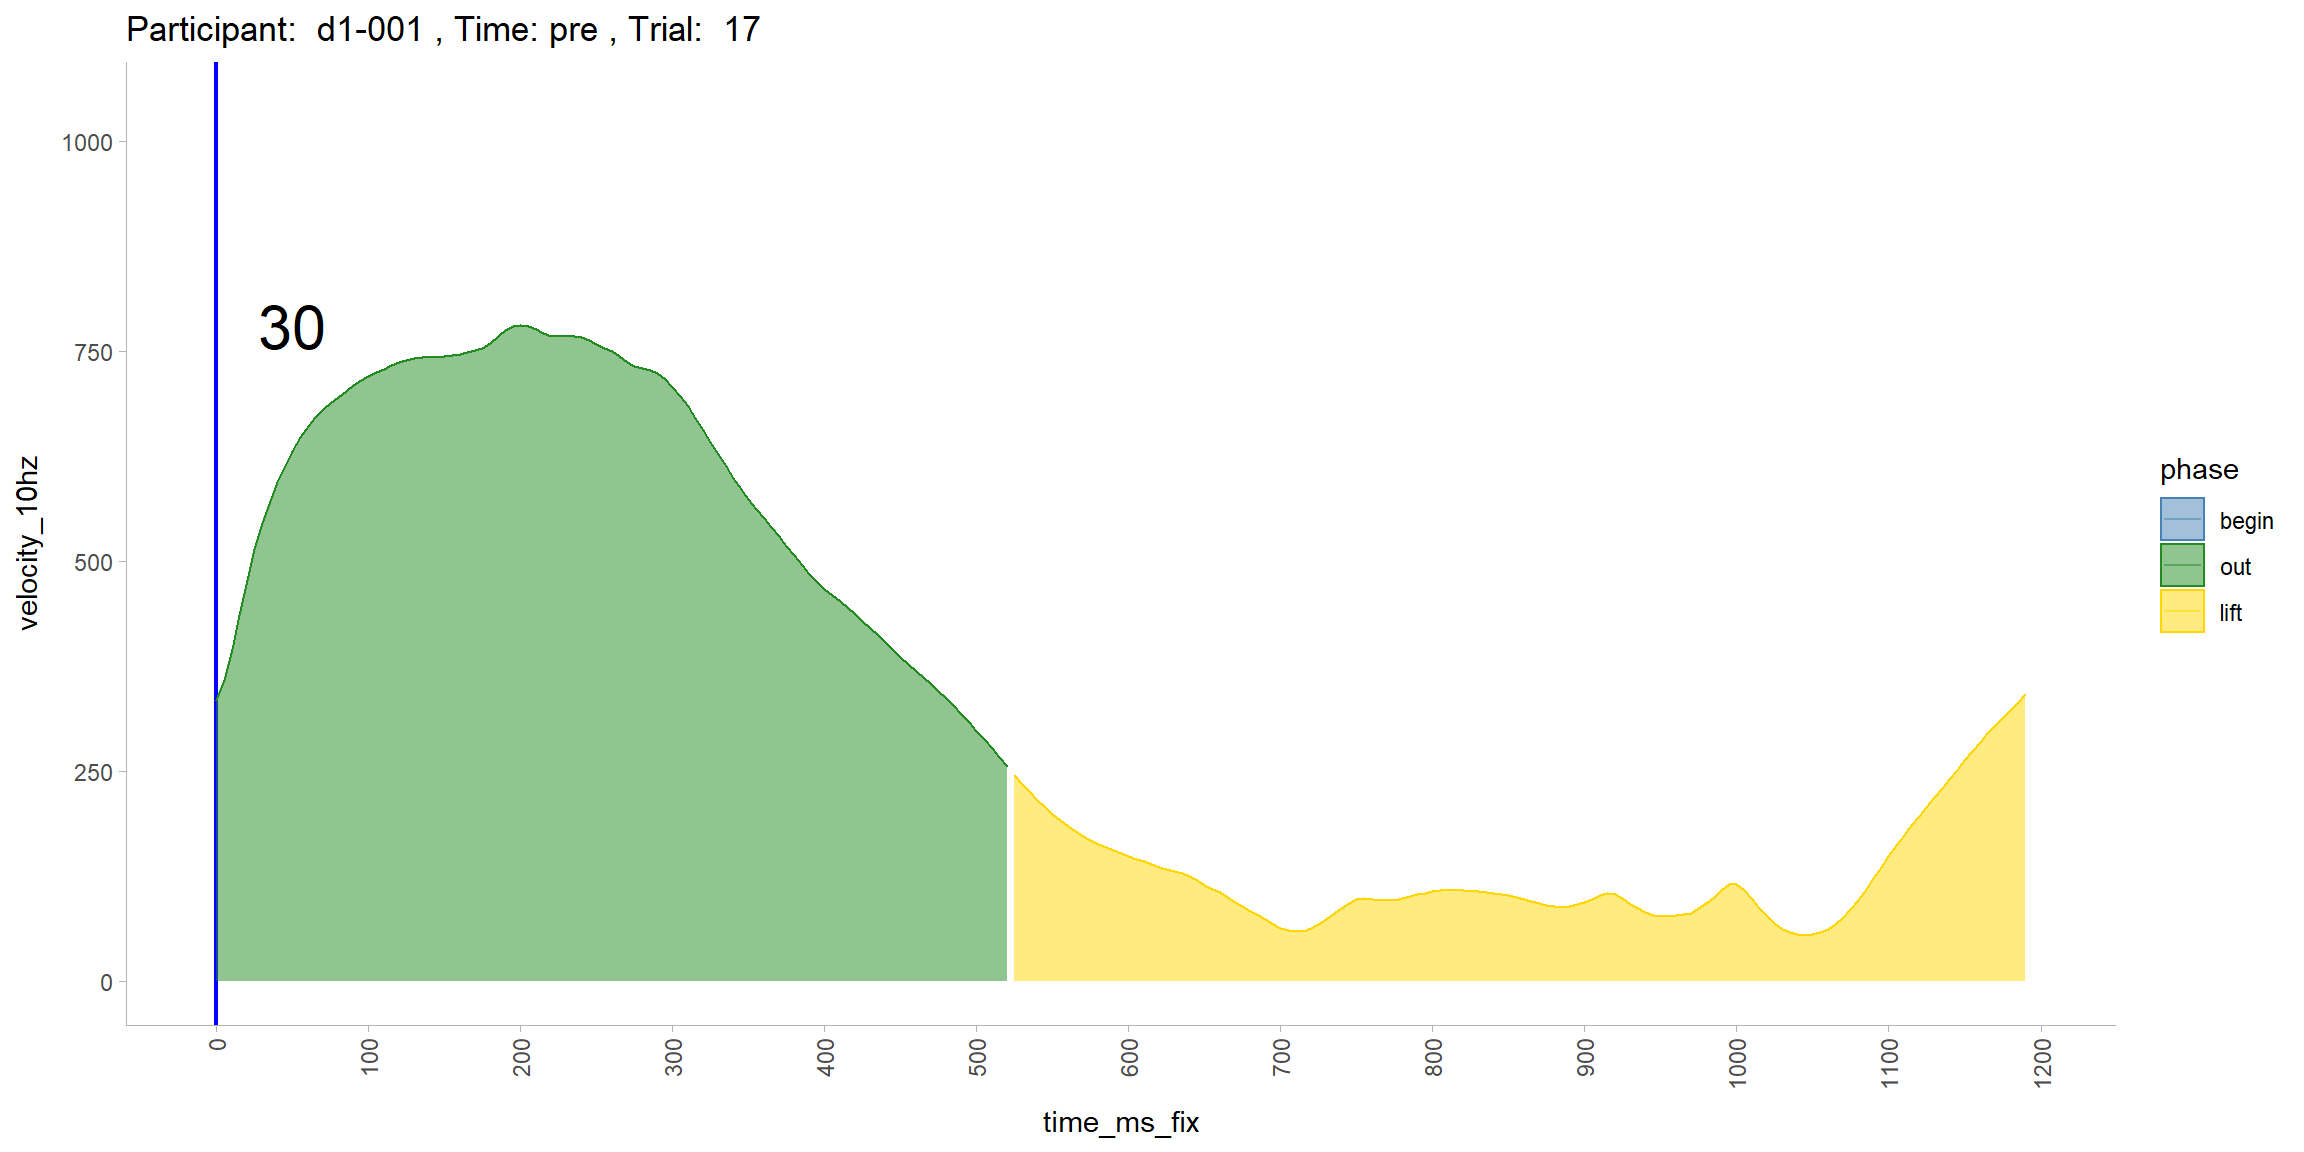 Participant:  d1-001 , Time: pre , Trial:  17
1000
750
500
250
0
velocity_10hz
30
0 100 200 300 400 500 600 700 800 900 1000 1100 1200
time_ms_fix
phase
begin
out
lift